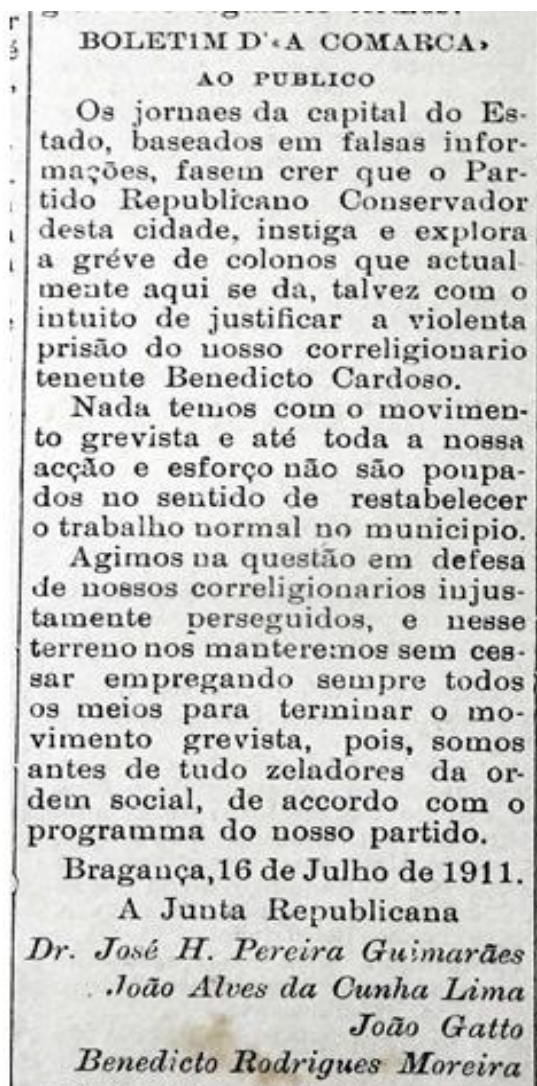 BOLETIM D'«A COMARCA»
AO PUBLICO
Os jornaes da capital do Es-
tado, baseados em falsas infor-
mações, fasem crer que o Par-
tido Republicano Conservador
desta cidade, instiga e explora
a gréve de colonos que actual
mente aqui se da, talvez com o
intuito de justificar a violenta
prisão do nosso correligionario
tenente Benedicto Cardoso.
Nada temos com o movimen-
to grevista e até toda a nossa
acção e esforço não são poupa-
dos no sentido de restabelecer
o trabalho normal no municipio.
Agimos na questão em defesa
de nossos correligionarios injus-
tamente perseguidos, e nesse
terreno nos manteremos sem ces-
sar empregando sempre todos
os meios para terminar o mo-
vimento grevista, pois, somos
antes de tudo zeladores da or-
dem social, de accordo com o
programma do nosso partido.
Bragança, 16 de Julho de 1911.
A Junta Republicana
Dr. José H. Pereira Guimarães
João Alves da Cunha Lima
João Gatto
Benedicto Rodrigues Moreira